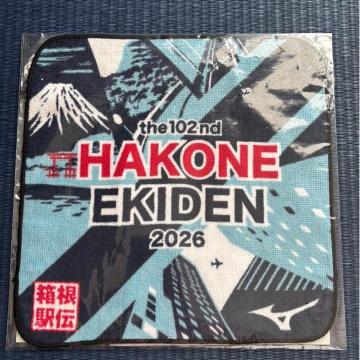 the 102nd
HAKONE
EKIDEN
2026
箱根
駅伝